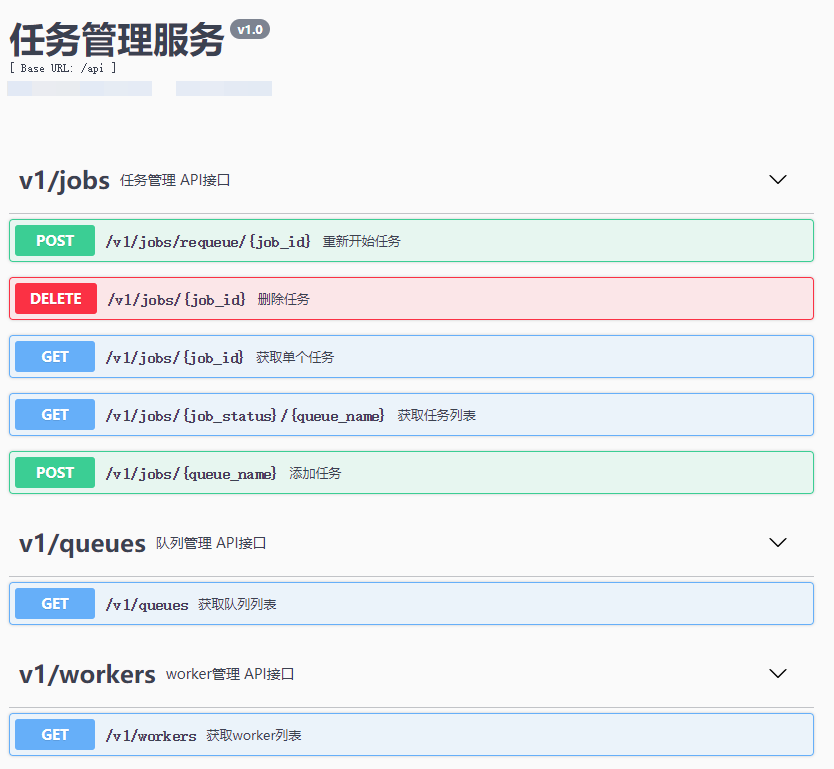 任务管理服务 v1.0
[ Base URL: /api ]
v1/jobs 任务管理 API接口
POST /v1/jobs/requeue/{job_id} 重新开始任务
DELETE /v1/jobs/{job_id} 删除任务
GET /v1/jobs/{job_id} 获取单个任务
GET /v1/jobs/{job_status}/{queue_name} 获取任务列表
POST /v1/jobs/{queue_name} 添加任务
v1/queues 队列管理 API接口
GET /v1/queues 获取队列列表
v1/workers worker管理 API接口
GET /v1/workers 获取worker列表